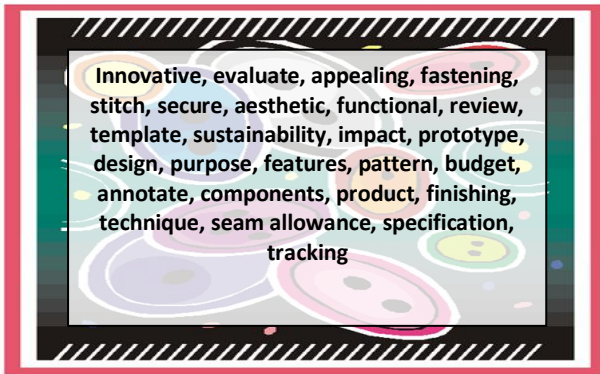 Innovative, evaluate, appealing, fastening,
stitch, secure, aesthetic, functional, review,
template, sustainability, impact, prototype,
design, purpose, features, pattern, budget,
annotate, components, product, finishing,
technique, seam allowance, specification,
tracking